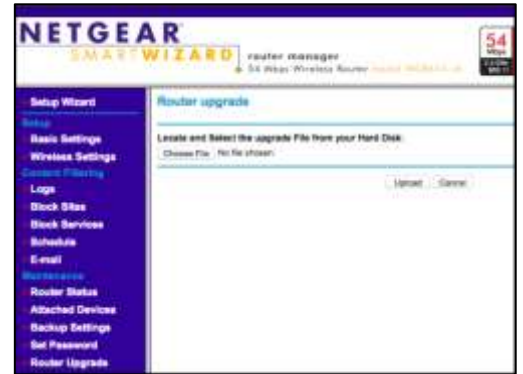 NETGEAR
SMARTWIZARD router manager
54 Mbps Wireless Router
54
Mbps
Setup Wizard
Setup
Basic Settings
Wireless Settings
Content Filtering
Logs
Block Sites
Block Services
Schedule
E-mail
Maintenance
Router Status
Attached Devices
Backup Settings
Set Password
Router Upgrade
Router upgrade
Locate and Select the upgrade File from your Hard Disk:
Choose File No file chosen
Upload Cancel